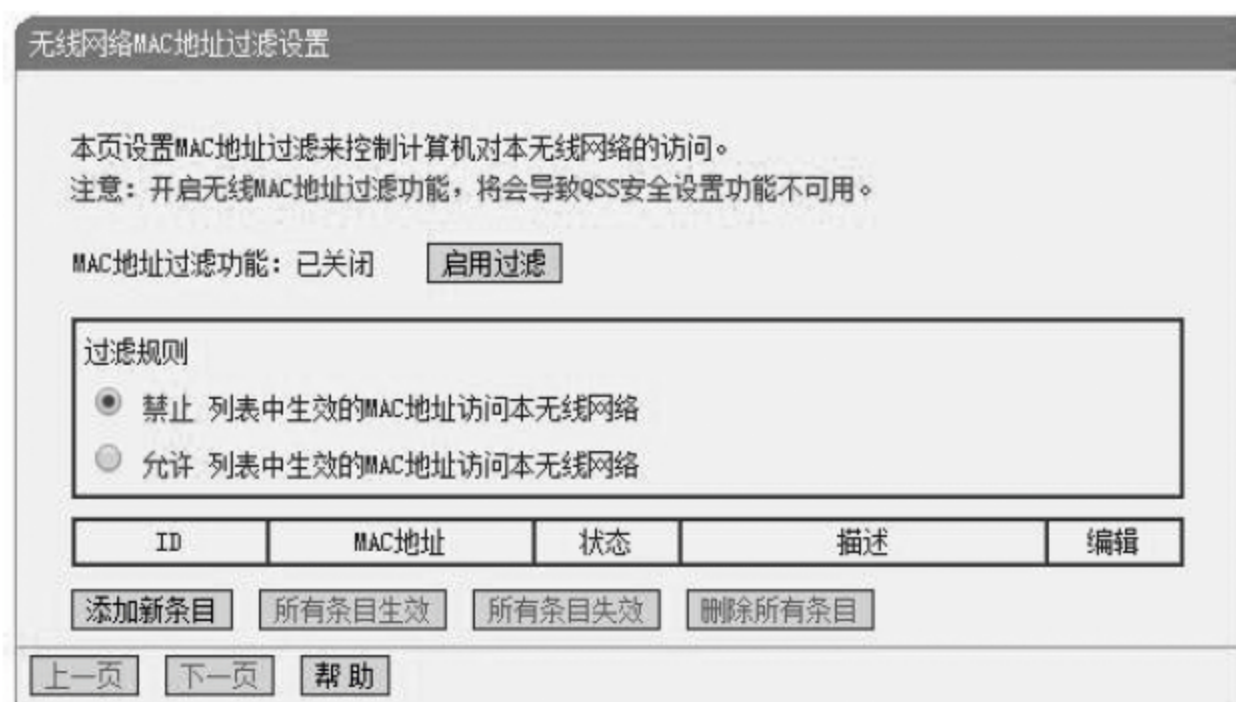 无线网络MAC地址过滤设置
本页设置MAC地址过滤来控制计算机对本无线网络的访问。
注意：开启无线MAC地址过滤功能，将会导致QSS安全设置功能不可用。
MAC地址过滤功能：已关闭 启用过滤
过滤规则
禁止 列表中生效的MAC地址访问本无线网络
允许 列表中生效的MAC地址访问本无线网络
ID MAC地址 状态 描述 编辑
添加新条目 所有条目生效 所有条目失效 删除所有条目
上一页 下一页 帮助